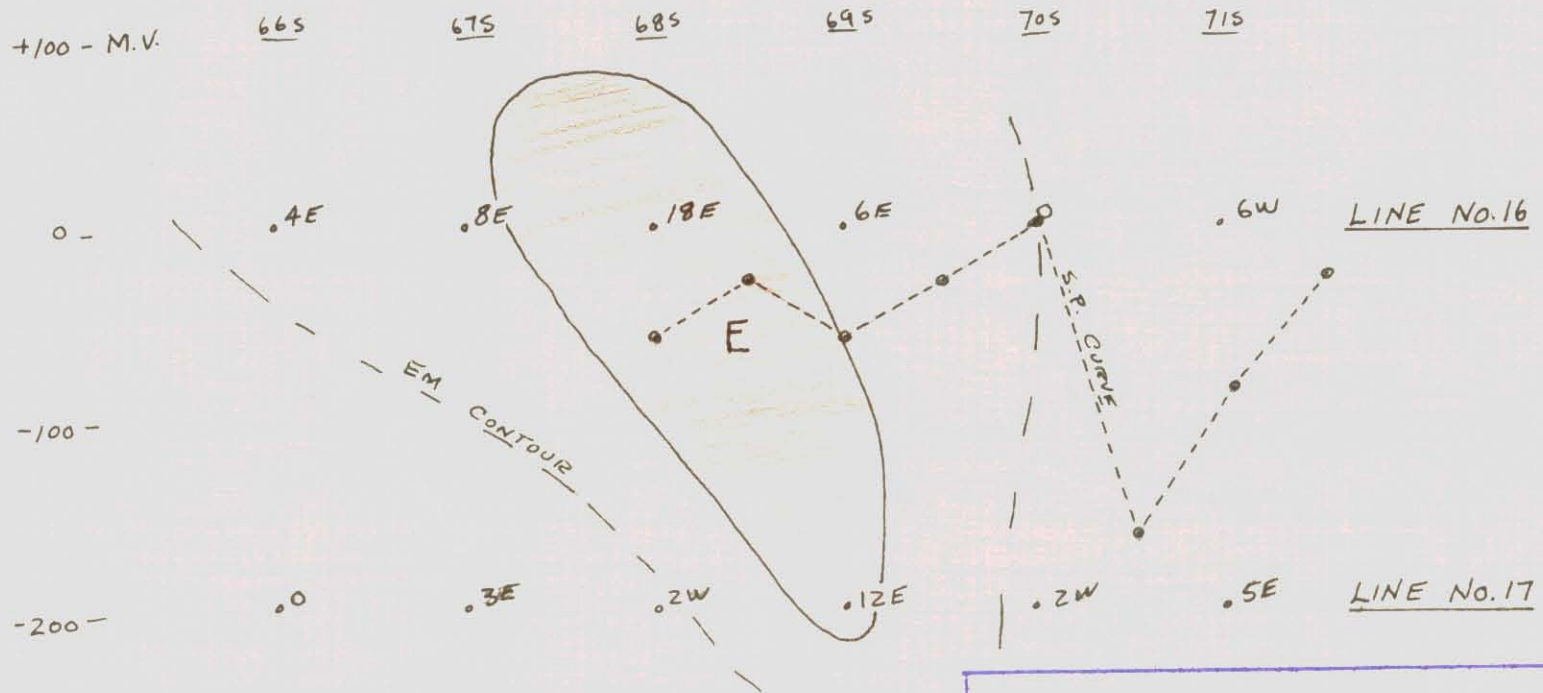 66S 67S 68S 69S 70S 71S
+100 - M.V.
0 - .4E .8E .18E .6E O .6W LINE No.16
E
S.P. CURVE
EM CONTOUR
-100 -
-200 - .0 .3E .2W .12E .2W .5E LINE No.17